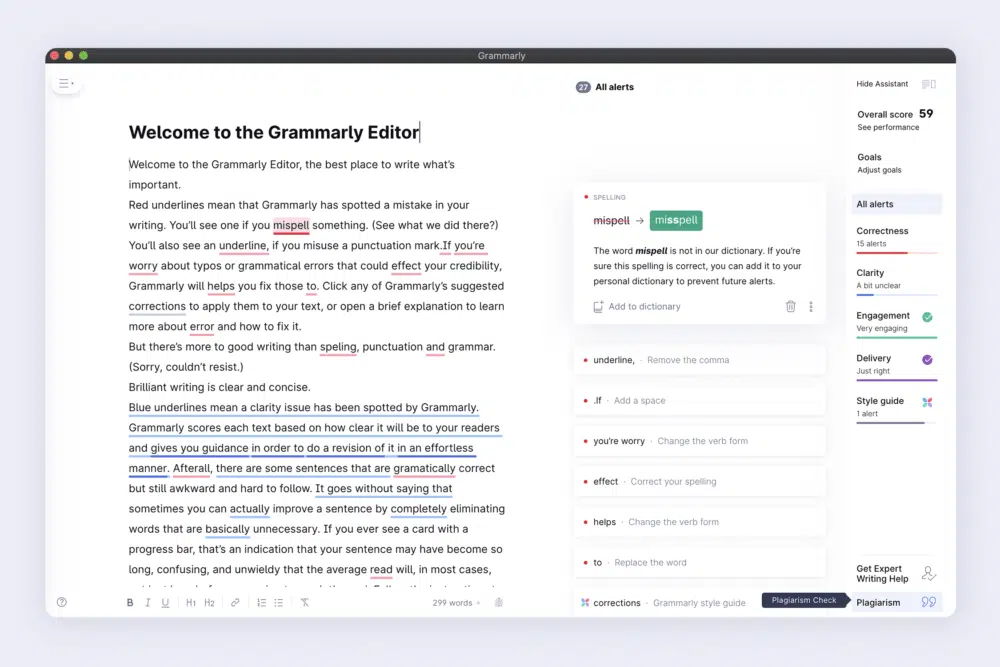 Grammarly
27 All alerts
Hide Assistant
Overall score 59
See performance
Goals
Adjust goals
All alerts
Correctness
15 alerts
Clarity
A bit unclear
Engagement
Very engaging
Delivery
Just right
Style guide
1 alert
Get Expert
Writing Help
Plagiarism
Plagiarism Check
Welcome to the Grammarly Editor
Welcome to the Grammarly Editor, the best place to write what's
important.
Red underlines mean that Grammarly has spotted a mistake in your
writing. You'll see one if you mispell something. (See what we did there?)
You'll also see an underline, if you misuse a punctuation mark.If you're
worry about typos or grammatical errors that could effect your credibility,
Grammarly will helps you fix those to. Click any of Grammarly's suggested
corrections to apply them to your text, or open a brief explanation to learn
more about error and how to fix it.
But there's more to good writing than speling, punctuation and grammar.
(Sorry, couldn't resist.)
Brilliant writing is clear and concise.
Blue underlines mean a clarity issue has been spotted by Grammarly.
Grammarly scores each text based on how clear it will be to your readers
and gives you guidance in order to do a revision of it in an effortless
manner. Afterall, there are some sentences that are gramatically correct
but still awkward and hard to follow. It goes without saying that
sometimes you can actually improve a sentence by completely eliminating
words that are basically unnecessary. If you ever see a card with a
progress bar, that's an indication that your sentence may have become so
long, confusing, and unwieldy that the average read will, in most cases,
B I U H1 H2
299 words
SPELLING
mispell → misspell
The word mispell is not in our dictionary. If you're
sure this spelling is correct, you can add it to your
personal dictionary to prevent future alerts.
Add to dictionary
underline, · Remove the comma
.If · Add a space
you're worry · Change the verb form
effect · Correct your spelling
helps · Change the verb form
to · Replace the word
corrections · Grammarly style guide